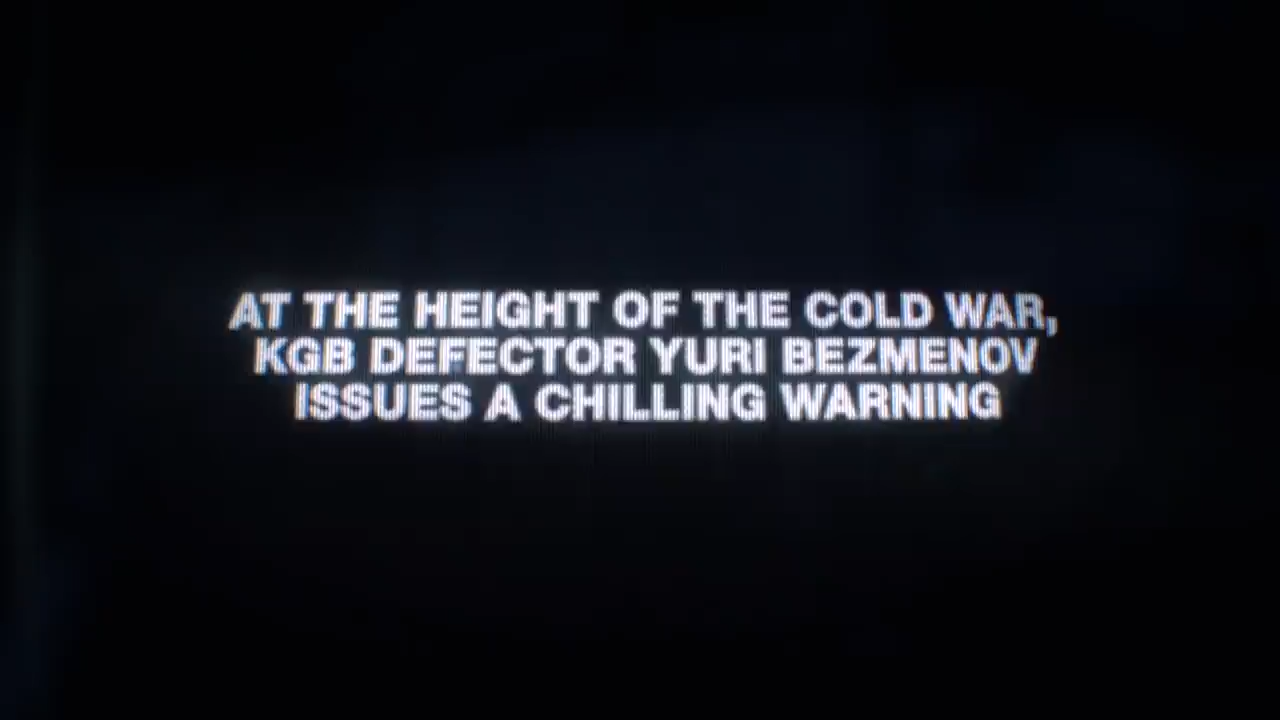 AT THE HEIGHT OF THE COLD WAR,
KGB DEFECTOR YURI BEZMENOV
ISSUES A CHILLING WARNING